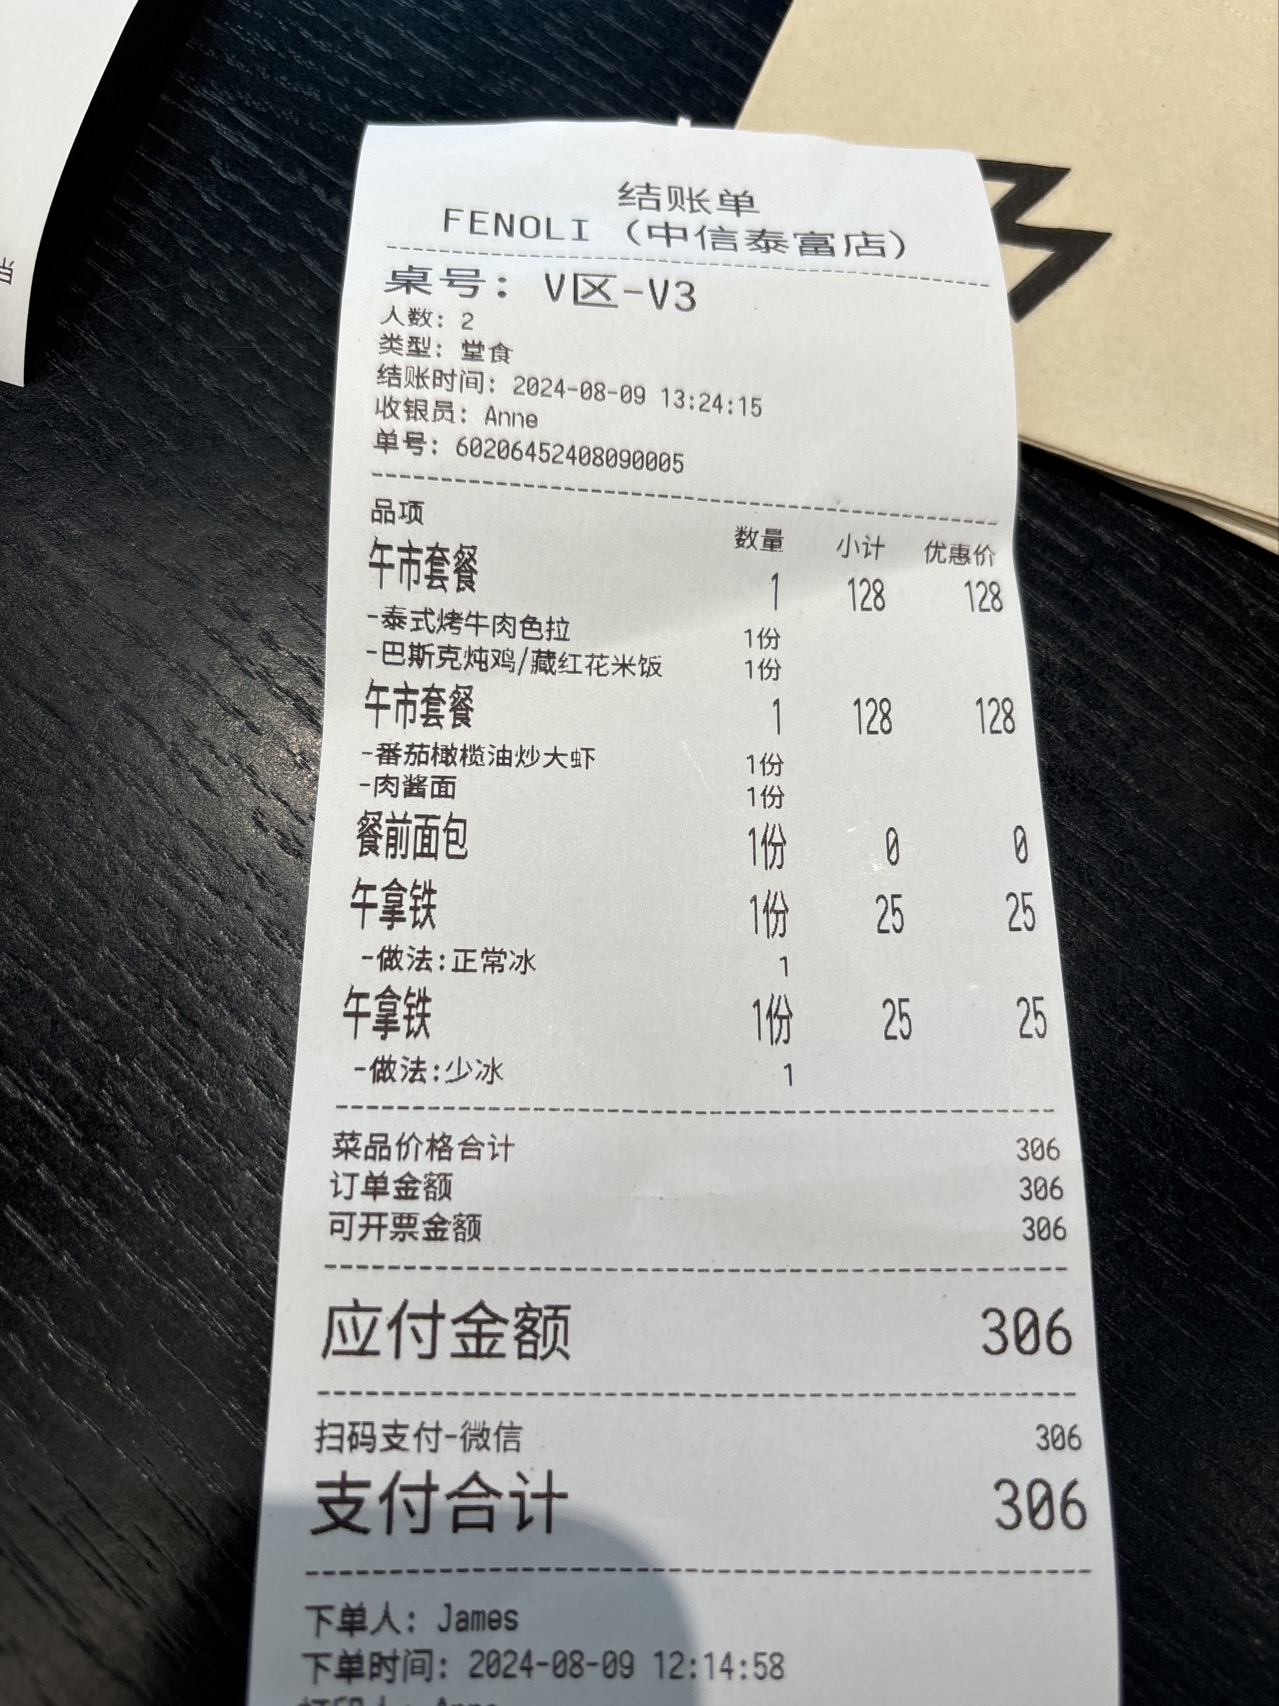 结账单
FENOLI（中信泰富店）
桌号：V区-V3
人数：2
类型：堂食
结账时间：2024-08-09 13:24:15
收银员：Anne
单号：60206452408090005
品项 数量 小计 优惠价
午市套餐 1 128 128
-泰式烤牛肉色拉 1份
-巴斯克炖鸡/藏红花米饭 1份
午市套餐 1 128 128
-番茄橄榄油炒大虾 1份
-肉酱面 1份
餐前面包 1份 0 0
午拿铁 1份 25 25
-做法:正常冰 1
午拿铁 1份 25 25
-做法:少冰 1
菜品价格合计 306
订单金额 306
可开票金额 306
应付金额 306
扫码支付-微信 306
支付合计 306
下单人：James
下单时间：2024-08-09 12:14:58